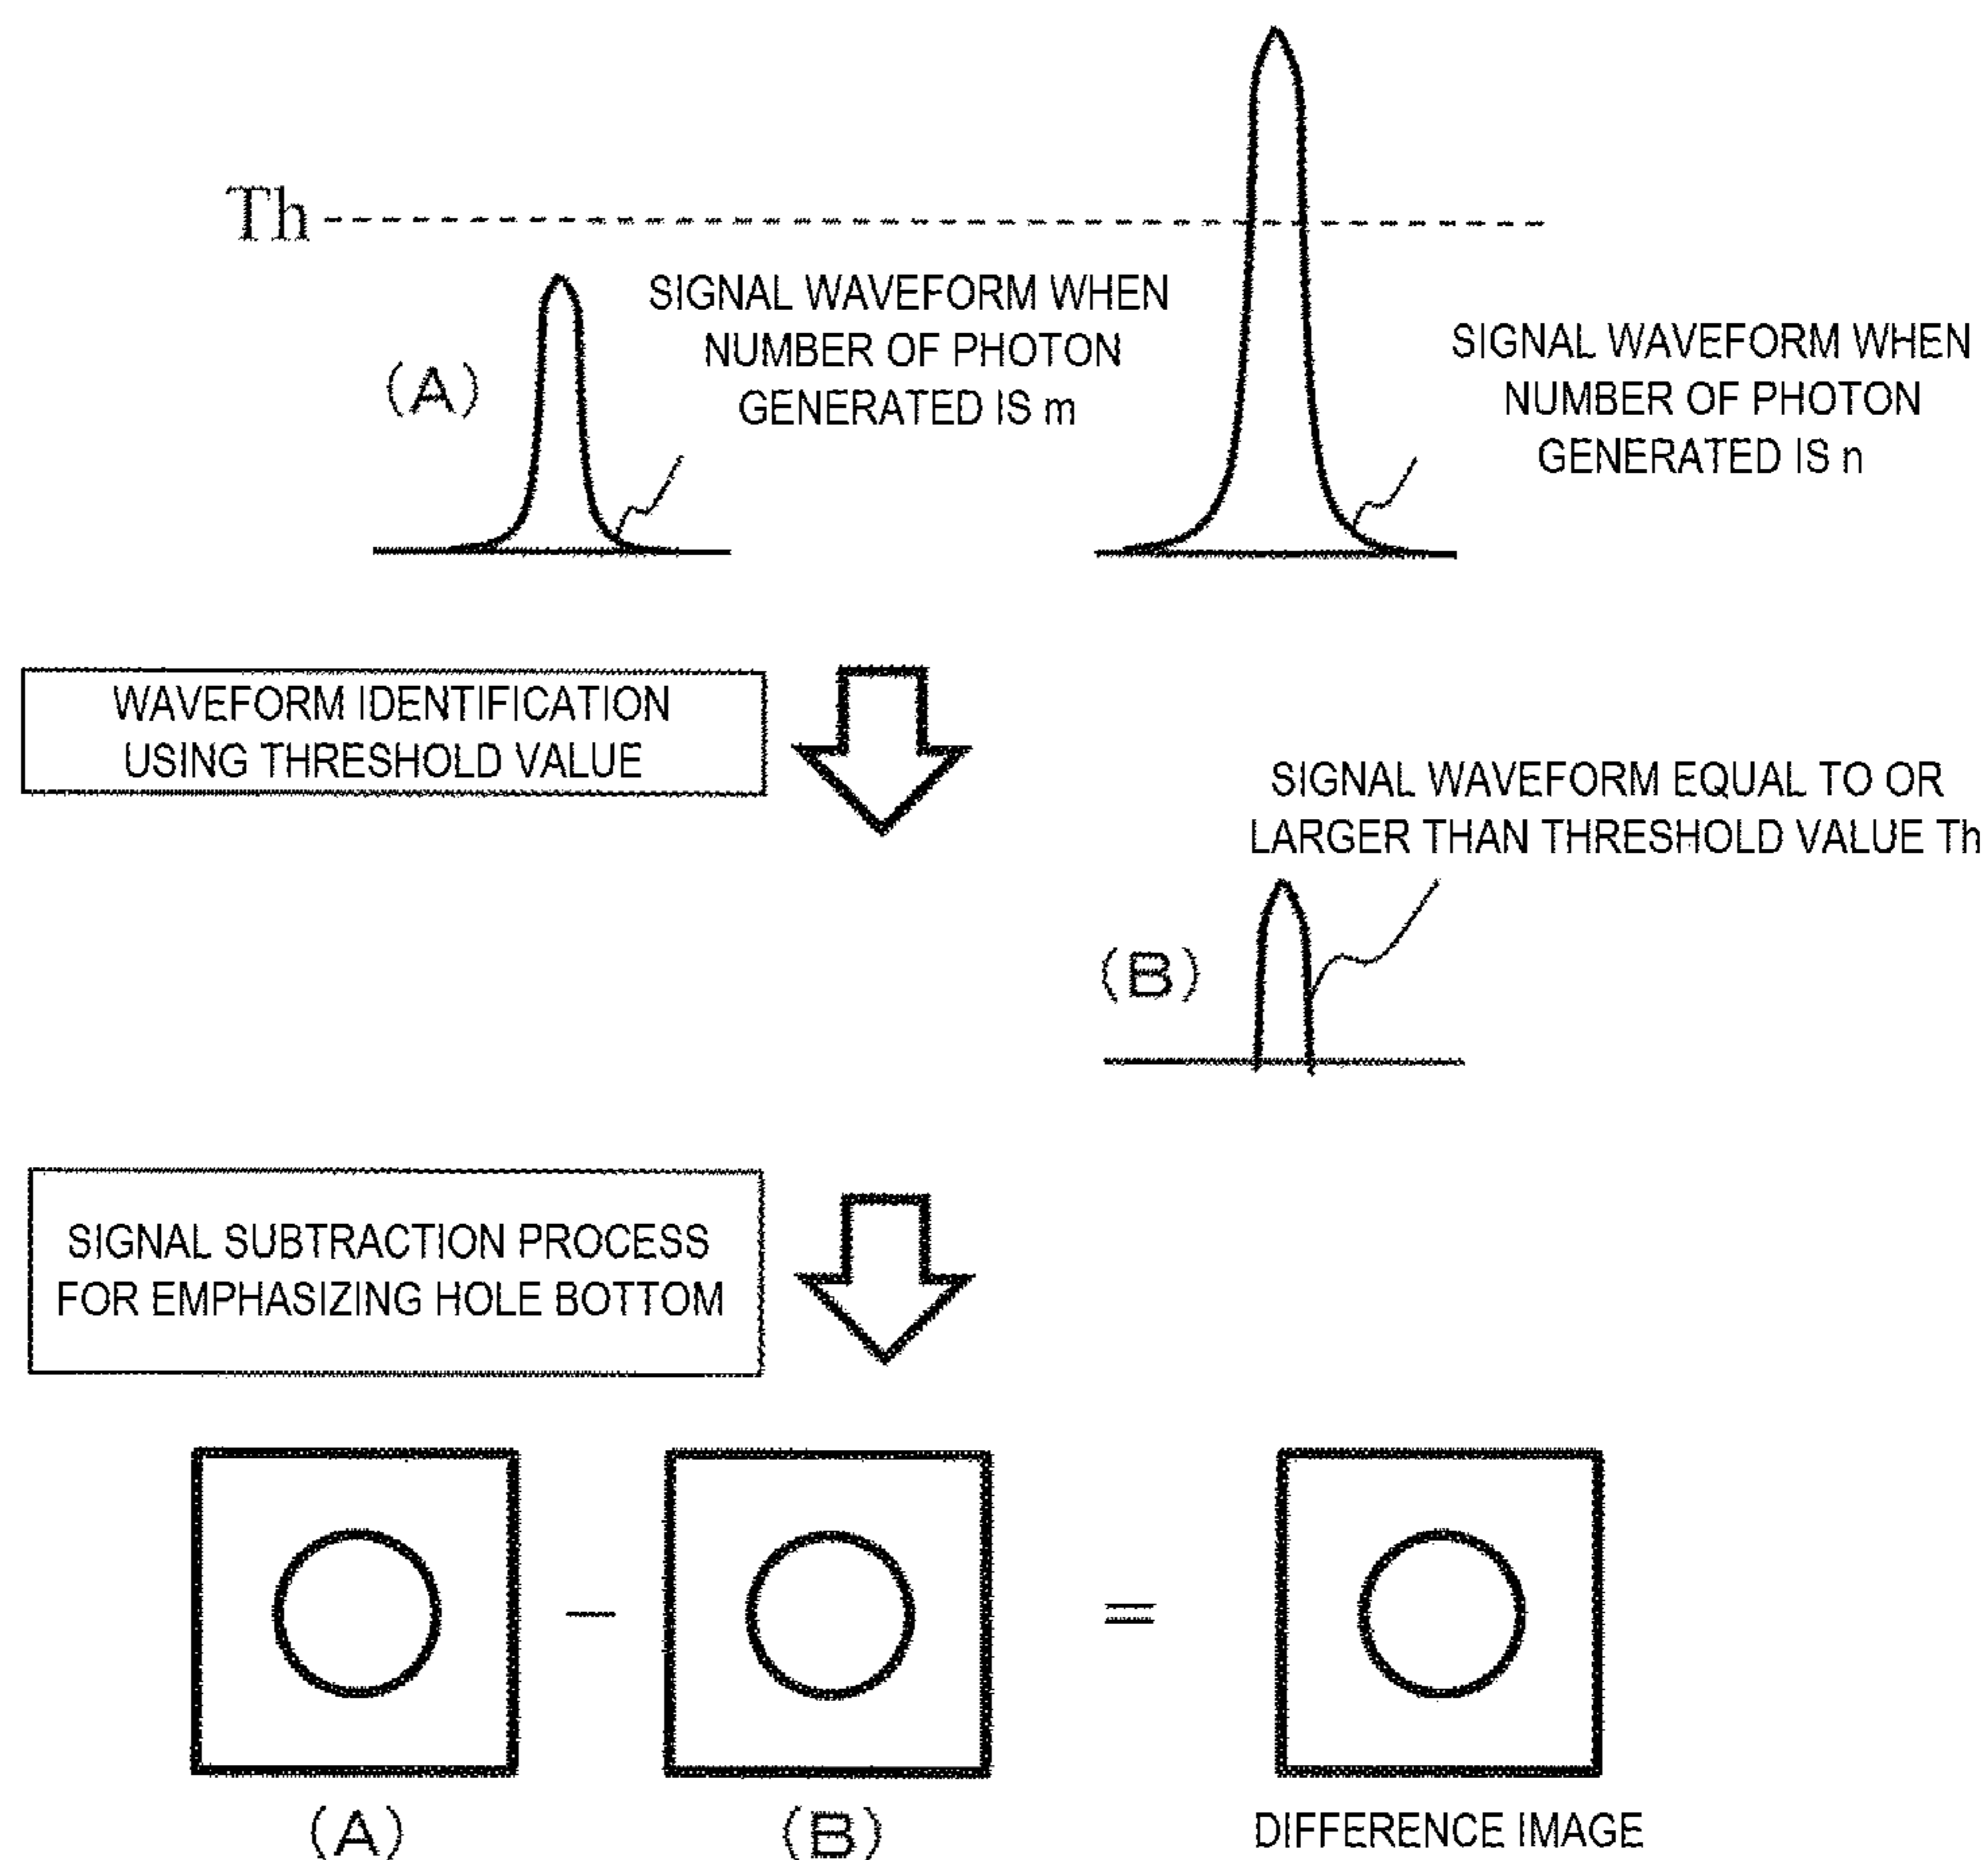 Th
(A)
SIGNAL WAVEFORM WHEN
NUMBER OF PHOTON
GENERATED IS m
SIGNAL WAVEFORM WHEN
NUMBER OF PHOTON
GENERATED IS n
WAVEFORM IDENTIFICATION
USING THRESHOLD VALUE
SIGNAL WAVEFORM EQUAL TO OR
LARGER THAN THRESHOLD VALUE Th
(B)
SIGNAL SUBTRACTION PROCESS
FOR EMPHASIZING HOLE BOTTOM
− =
(A) (B) DIFFERENCE IMAGE